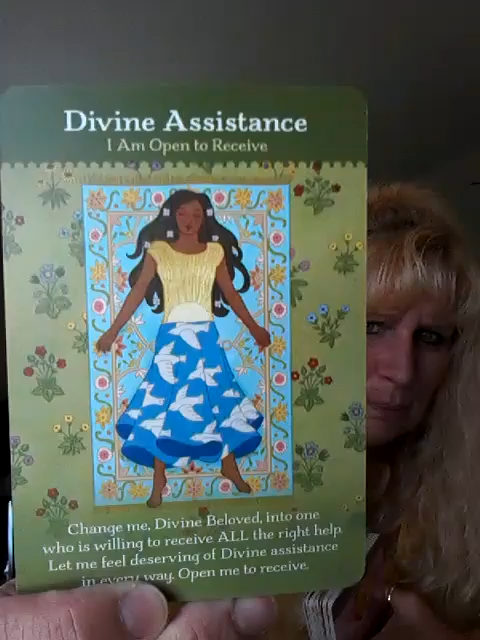 Divine Assistance
I Am Open to Receive
Change me, Divine Beloved, into one
who is willing to receive ALL the right help.
Let me feel deserving of Divine assistance
in every way. Open me to receive.